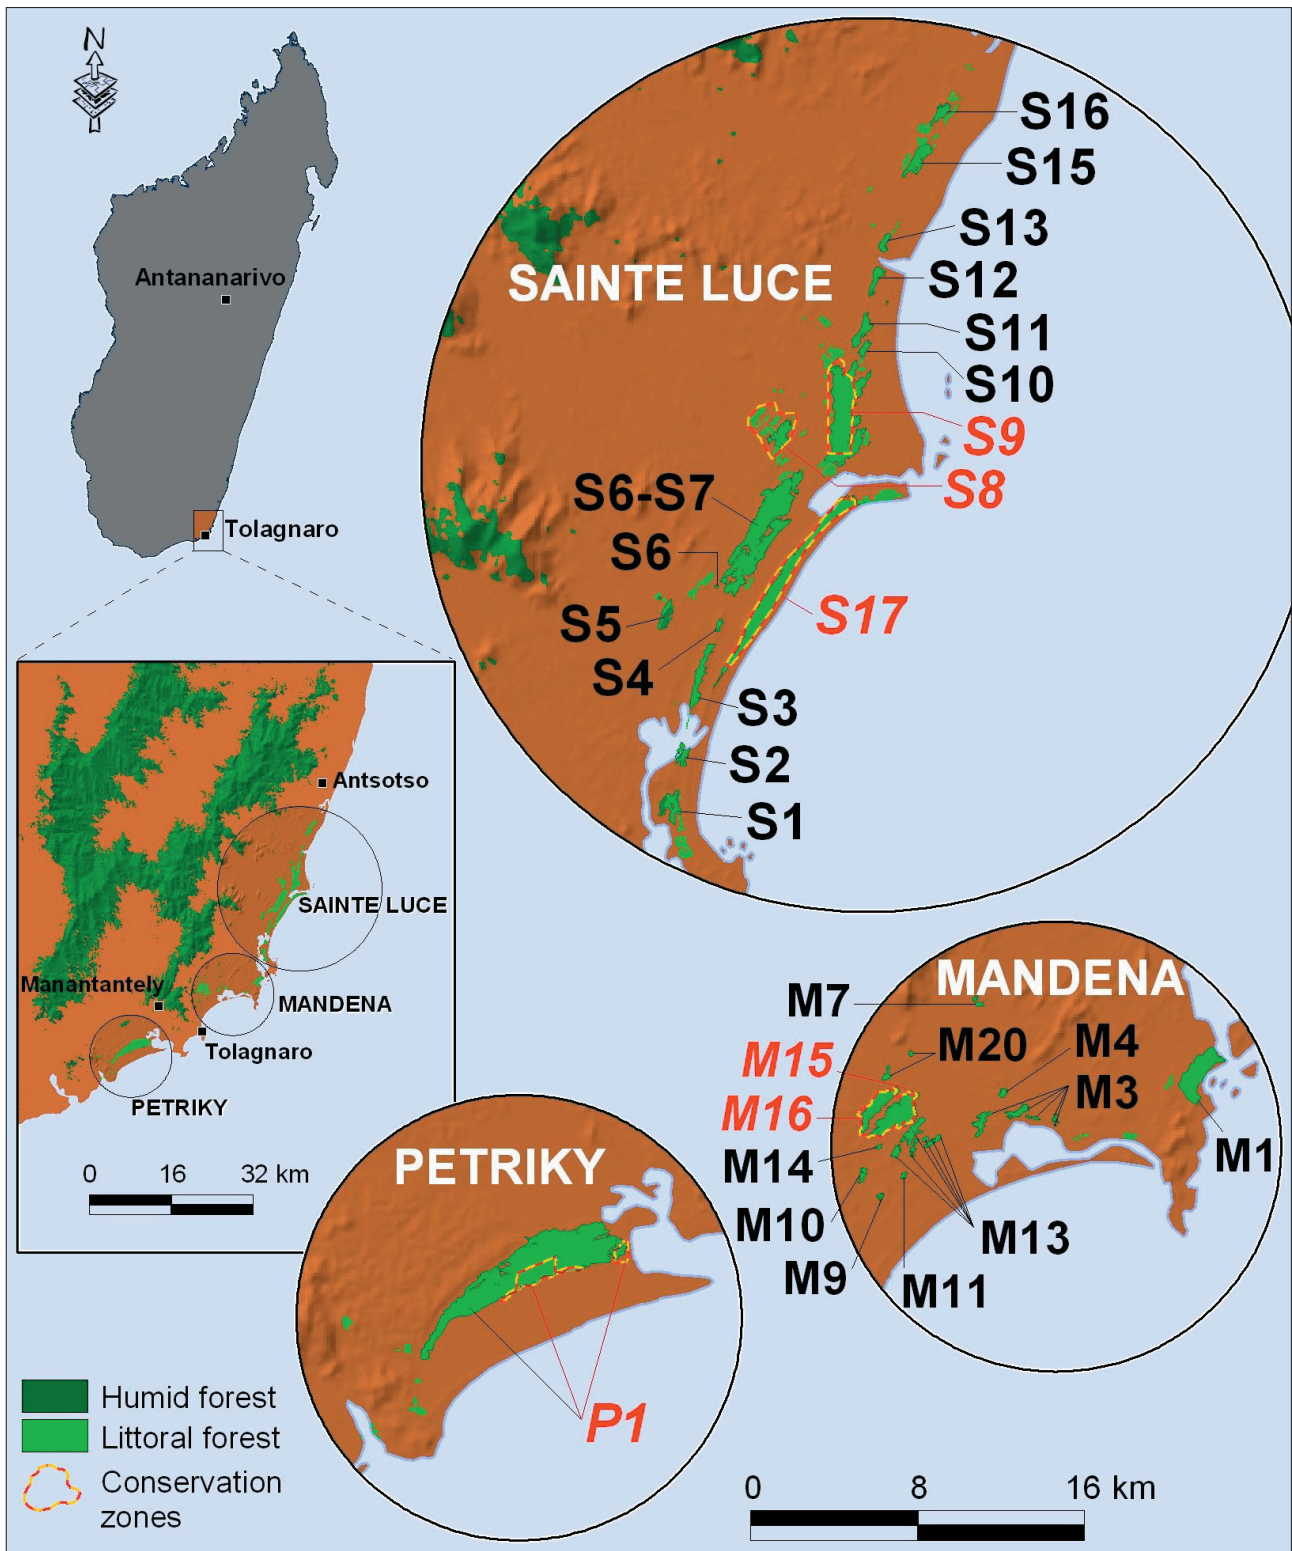 N
Antananarivo
Tolagnaro
SAINTE LUCE
S16
S15
S13
S12
S11
S10
S9
S8
S6-S7
S6
S5
S17
S4
S3
S2
S1
Antsotso
SAINTE LUCE
Manantantely
MANDENA
Tolagnaro
PETRIKY
0 16 32 km
MANDENA
M7
M20
M4
M15
M3
M16
M14
M1
M10
M13
M9
M11
PETRIKY
P1
Humid forest
Littoral forest
Conservation
zones
0 8 16 km